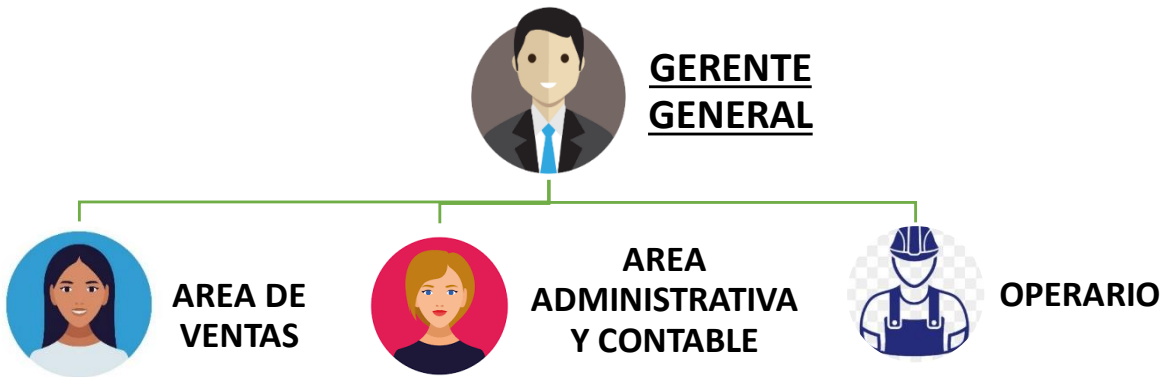 GERENTE
GENERAL
AREA DE
VENTAS
AREA
ADMINISTRATIVA
Y CONTABLE
OPERARIO